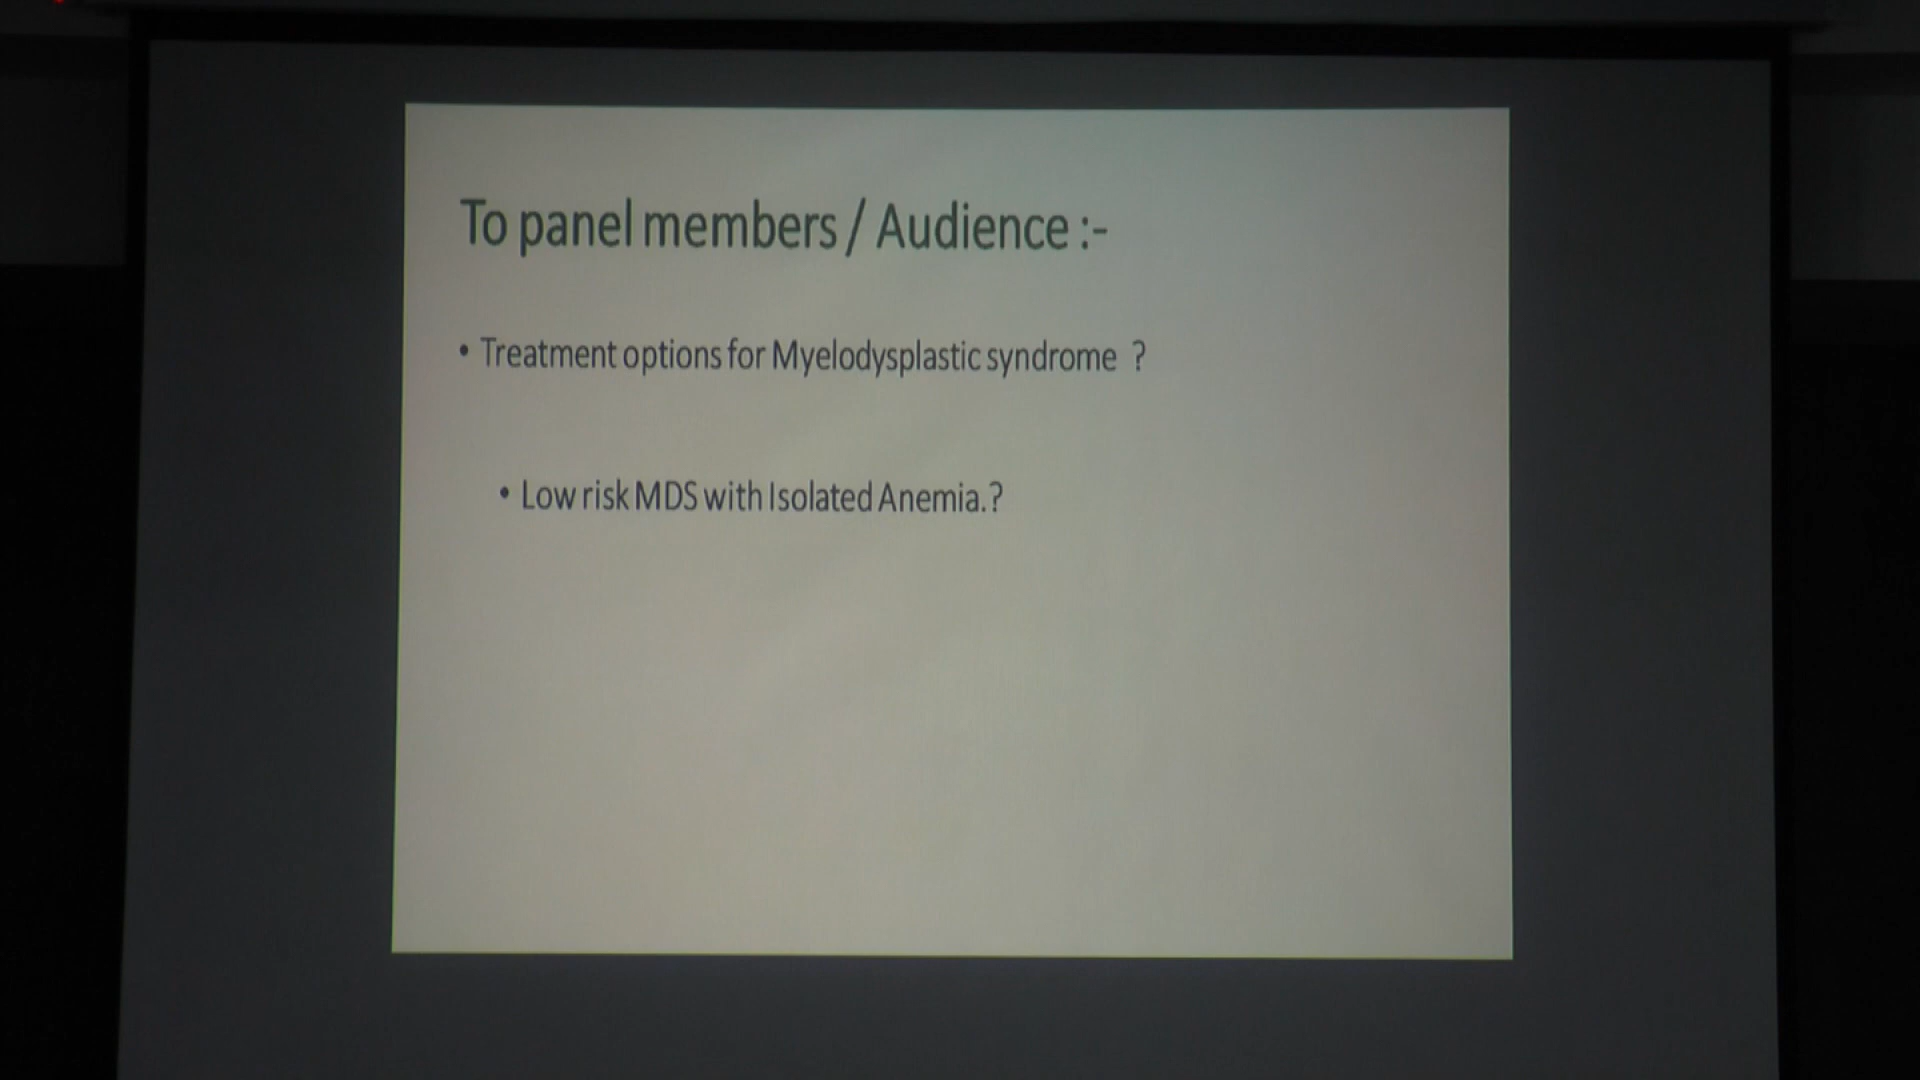 To panel members / Audience :-
• Treatment options for Myelodysplastic syndrome ?
• Low risk MDS with Isolated Anemia.?